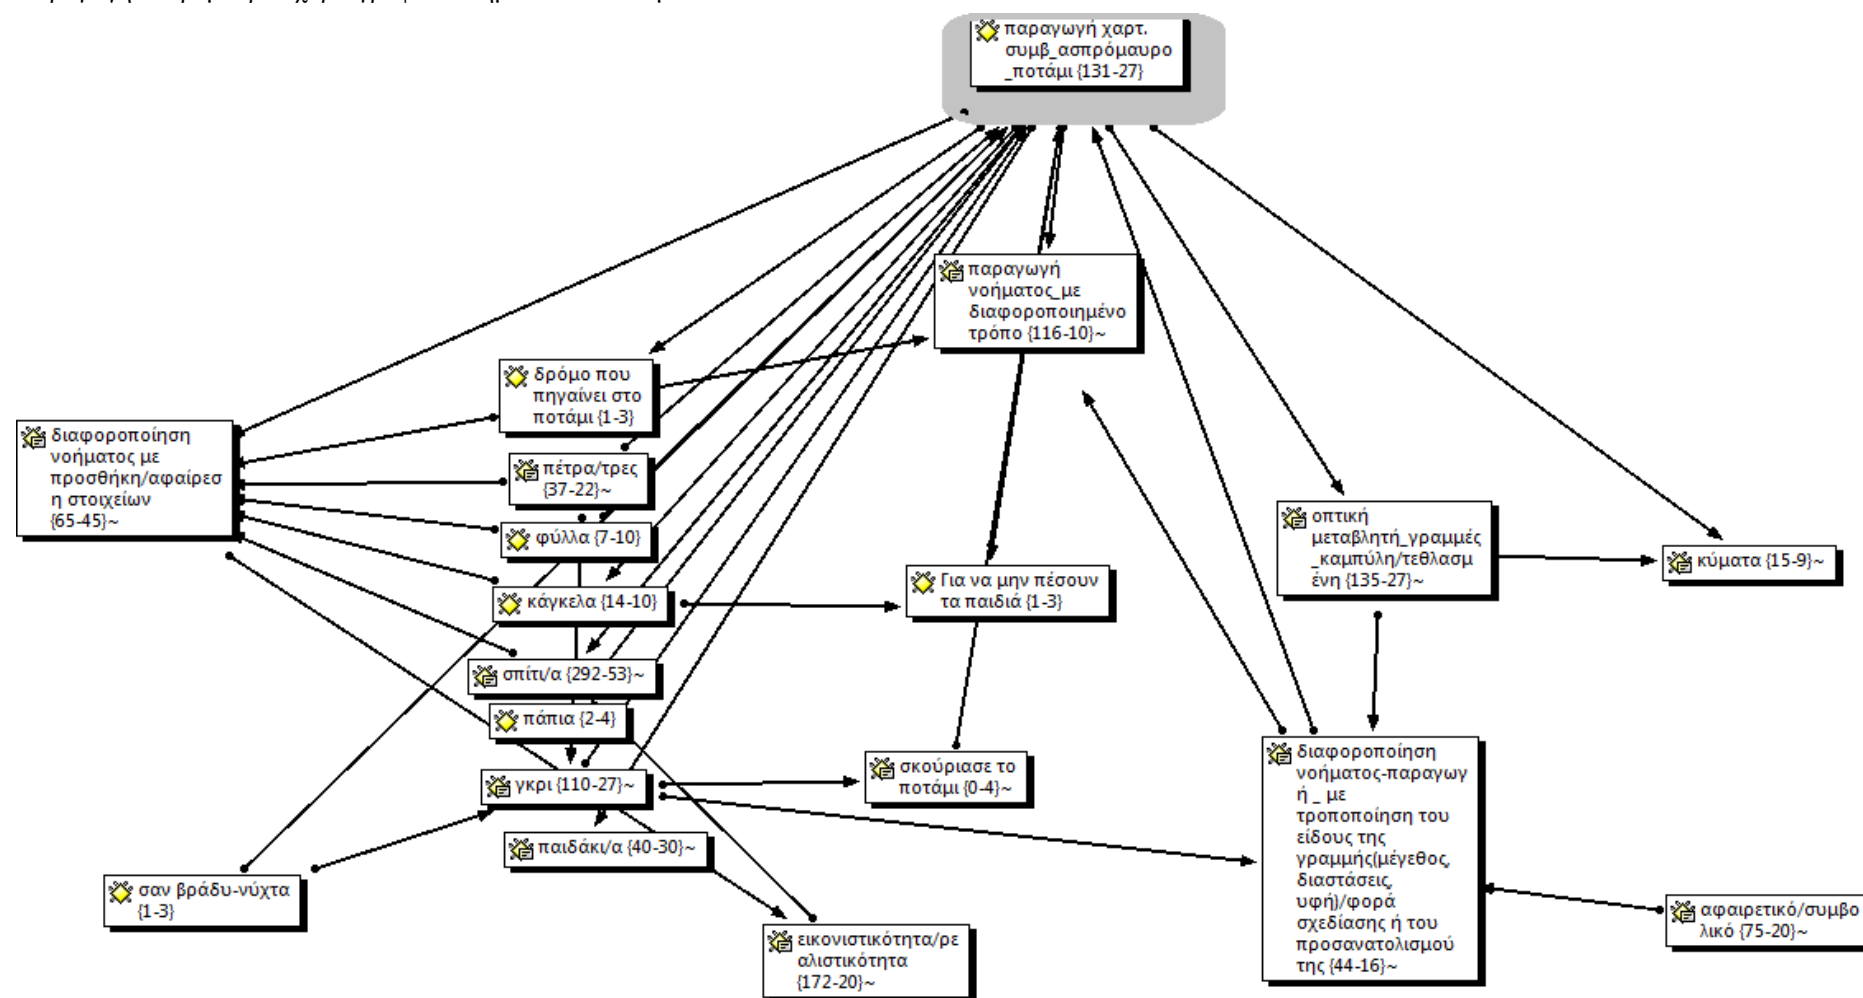 παραγωγή χαρτ.
συμβ_ασπρόμαυρο
_ποτάμι {131-27}
παραγωγή
νοήματος_με
διαφοροποιημένο
τρόπο {116-10}~
δρόμο που
πηγαίνει στο
ποτάμι {1-3}
διαφοροποίηση
νοήματος με
προσθήκη/αφαίρεσ
η στοιχείων
{65-45}~
πέτρα/τρες
{37-22}~
φύλλα {7-10}
κάγκελα {14-10}
Για να μην πέσουν
τα παιδιά {1-3}
οπτική
μεταβλητή_γραμμές
_καμπύλη/τεθλασμ
ένη {135-27}~
κύματα {15-9}~
σπίτι/α {292-53}~
πάπια {2-4}
γκρι {110-27}~
σκούριασε το
ποτάμι {0-4}~
παιδάκι/α {40-30}~
σαν βράδυ-νύχτα
{1-3}
εικονιστικότητα/ρε
αλιστικότητα
{172-20}~
διαφοροποίηση
νοήματος-παραγωγ
ή _ με
τροποποίηση του
είδους της
γραμμής(μέγεθος,
διαστάσεις,
υφή)/φορά
σχεδίασης ή του
προσανατολισμού
της {44-16}~
αφαιρετικό/συμβο
λικό {75-20}~